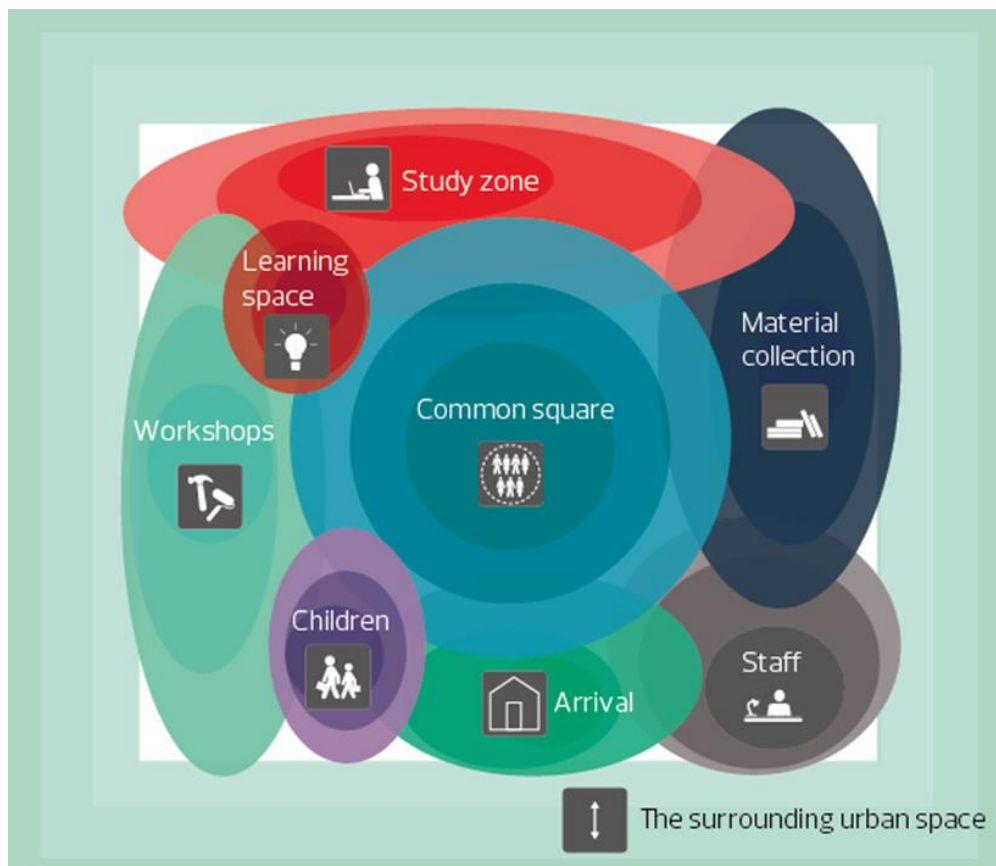 Study zone
Learning
space
Material
collection
Common square
Workshops
Children
Staff
Arrival
The surrounding urban space